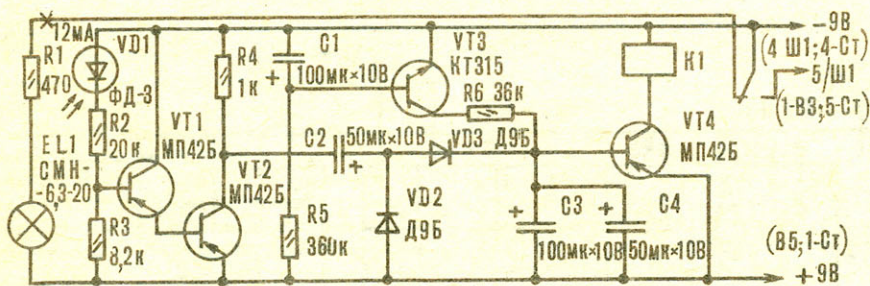 12мА
R1
470
VD1
ФД-3
R2
20к
EL1
СМН-
-6,3-20
R3
8,2к
VT1
МП42Б
VT2
МП42Б
R4
1к
+
C1
100мк×10В
R5
360к
C2
50мк×10В
+
VT3
КТ315
R6 36к
VD3
Д9Б
VD2
Д9Б
+
C3
100мк×10В
+
C4
50мк×10В
К1
VT4
МП42Б
-9В
(4 Ш1; 4-Ст)
5/Ш1
(1-В3; 5-Ст)
(В5; 1-Ст)
+9В